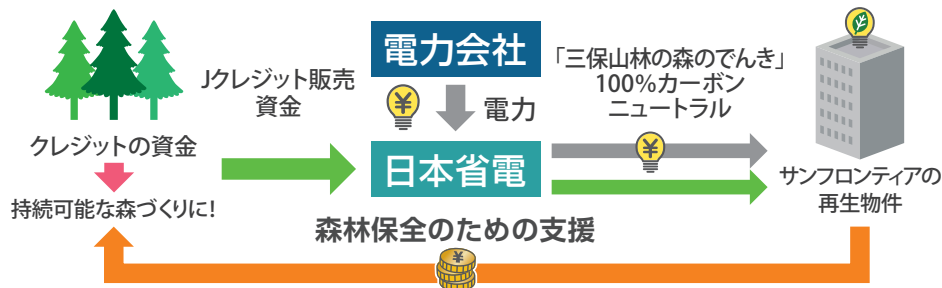 電力会社
Jクレジット販売
資金
¥
電力
「三保山林の森のでんき」
100%カーボン
ニュートラル
クレジットの資金
日本省電
¥
サンフロンティアの
再生物件
持続可能な森づくりに!
森林保全のための支援
¥